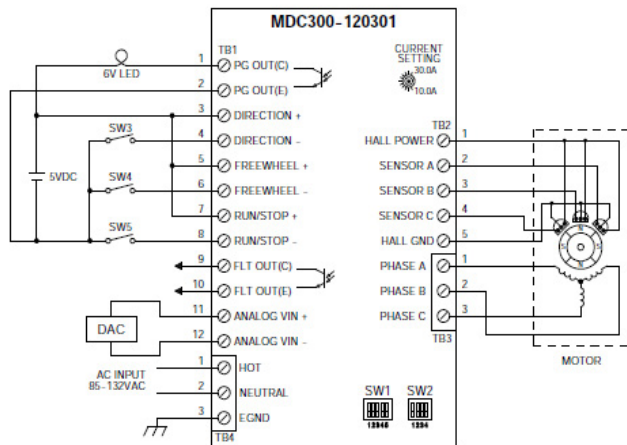 MDC300-120301
TB1
CURRENT
SETTING
30.0A
10.0A
6V LED
1 PG OUT(C)
2 PG OUT(E)
3 DIRECTION +
SW3
4 DIRECTION -
5 FREEWHEEL +
5VDC
SW4
6 FREEWHEEL -
7 RUN/STOP +
SW5
8 RUN/STOP -
9 FLT OUT(C)
10 FLT OUT(E)
11 ANALOG VIN +
DAC
12 ANALOG VIN -
AC INPUT
85-132VAC
1 HOT
2 NEUTRAL
3 EGND
TB4
TB2
HALL POWER 1
SENSOR A 2
SENSOR B 3
SENSOR C 4
HALL GND 5
PHASE A 1
PHASE B 2
PHASE C 3
TB3
N
S
S
N
MOTOR
SW1 SW2
12345 1234